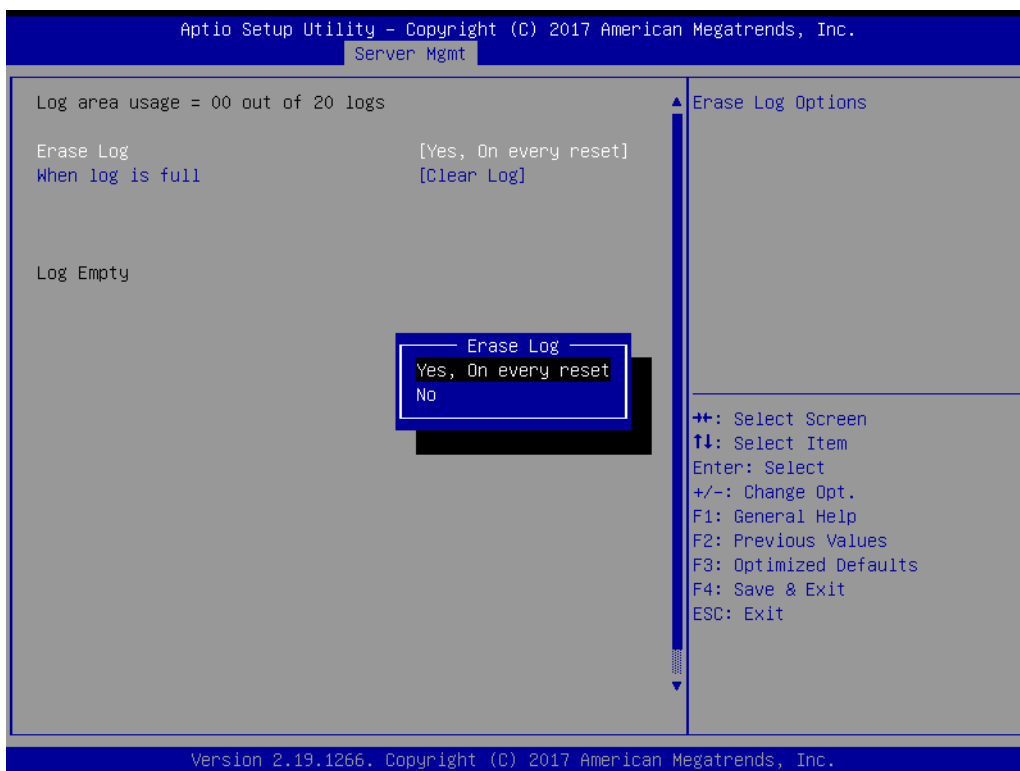 Aptio Setup Utility – Copyright (C) 2017 American Megatrends, Inc.
Server Mgmt
Log area usage = 00 out of 20 logs
Erase Log [Yes, On every reset]
When log is full [Clear Log]
Log Empty
Erase Log
Yes, On every reset
No
Erase Log Options
→←: Select Screen
↑↓: Select Item
Enter: Select
+/-: Change Opt.
F1: General Help
F2: Previous Values
F3: Optimized Defaults
F4: Save & Exit
ESC: Exit
Version 2.19.1266. Copyright (C) 2017 American Megatrends, Inc.